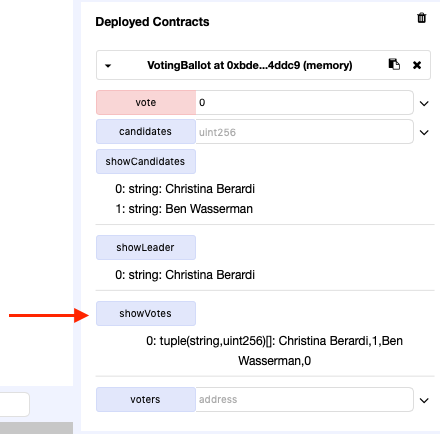 Deployed Contracts
VotingBallot at 0xbde...4ddc9 (memory)
vote 0
candidates uint256
showCandidates
0: string: Christina Berardi
1: string: Ben Wasserman
showLeader
0: string: Christina Berardi
showVotes
0: tuple(string,uint256)[]: Christina Berardi,1,Ben
Wasserman,0
voters address